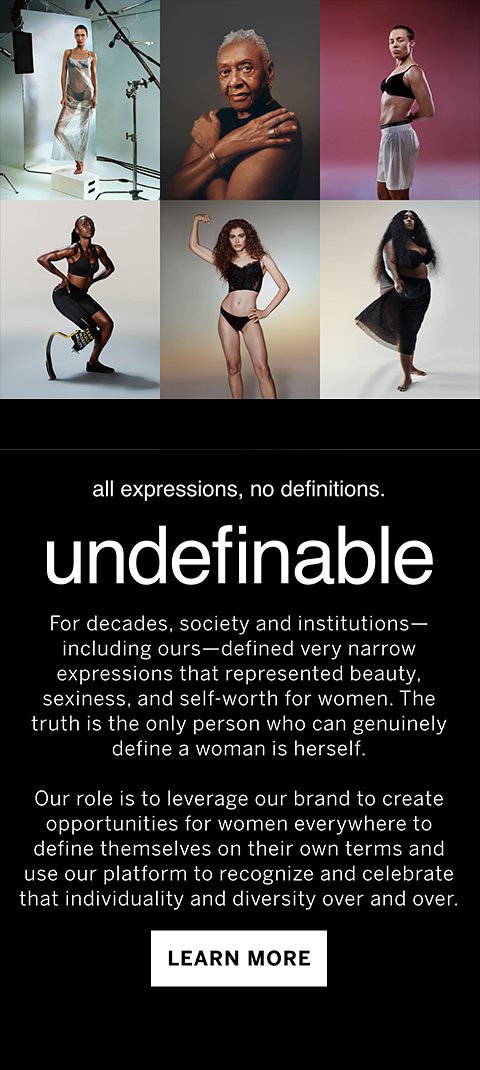 all expressions, no definitions.
undefinable
For decades, society and institutions—
including ours—defined very narrow
expressions that represented beauty,
sexiness, and self-worth for women. The
truth is the only person who can genuinely
define a woman is herself.
Our role is to leverage our brand to create
opportunities for women everywhere to
define themselves on their own terms and
use our platform to recognize and celebrate
that individuality and diversity over and over.
LEARN MORE